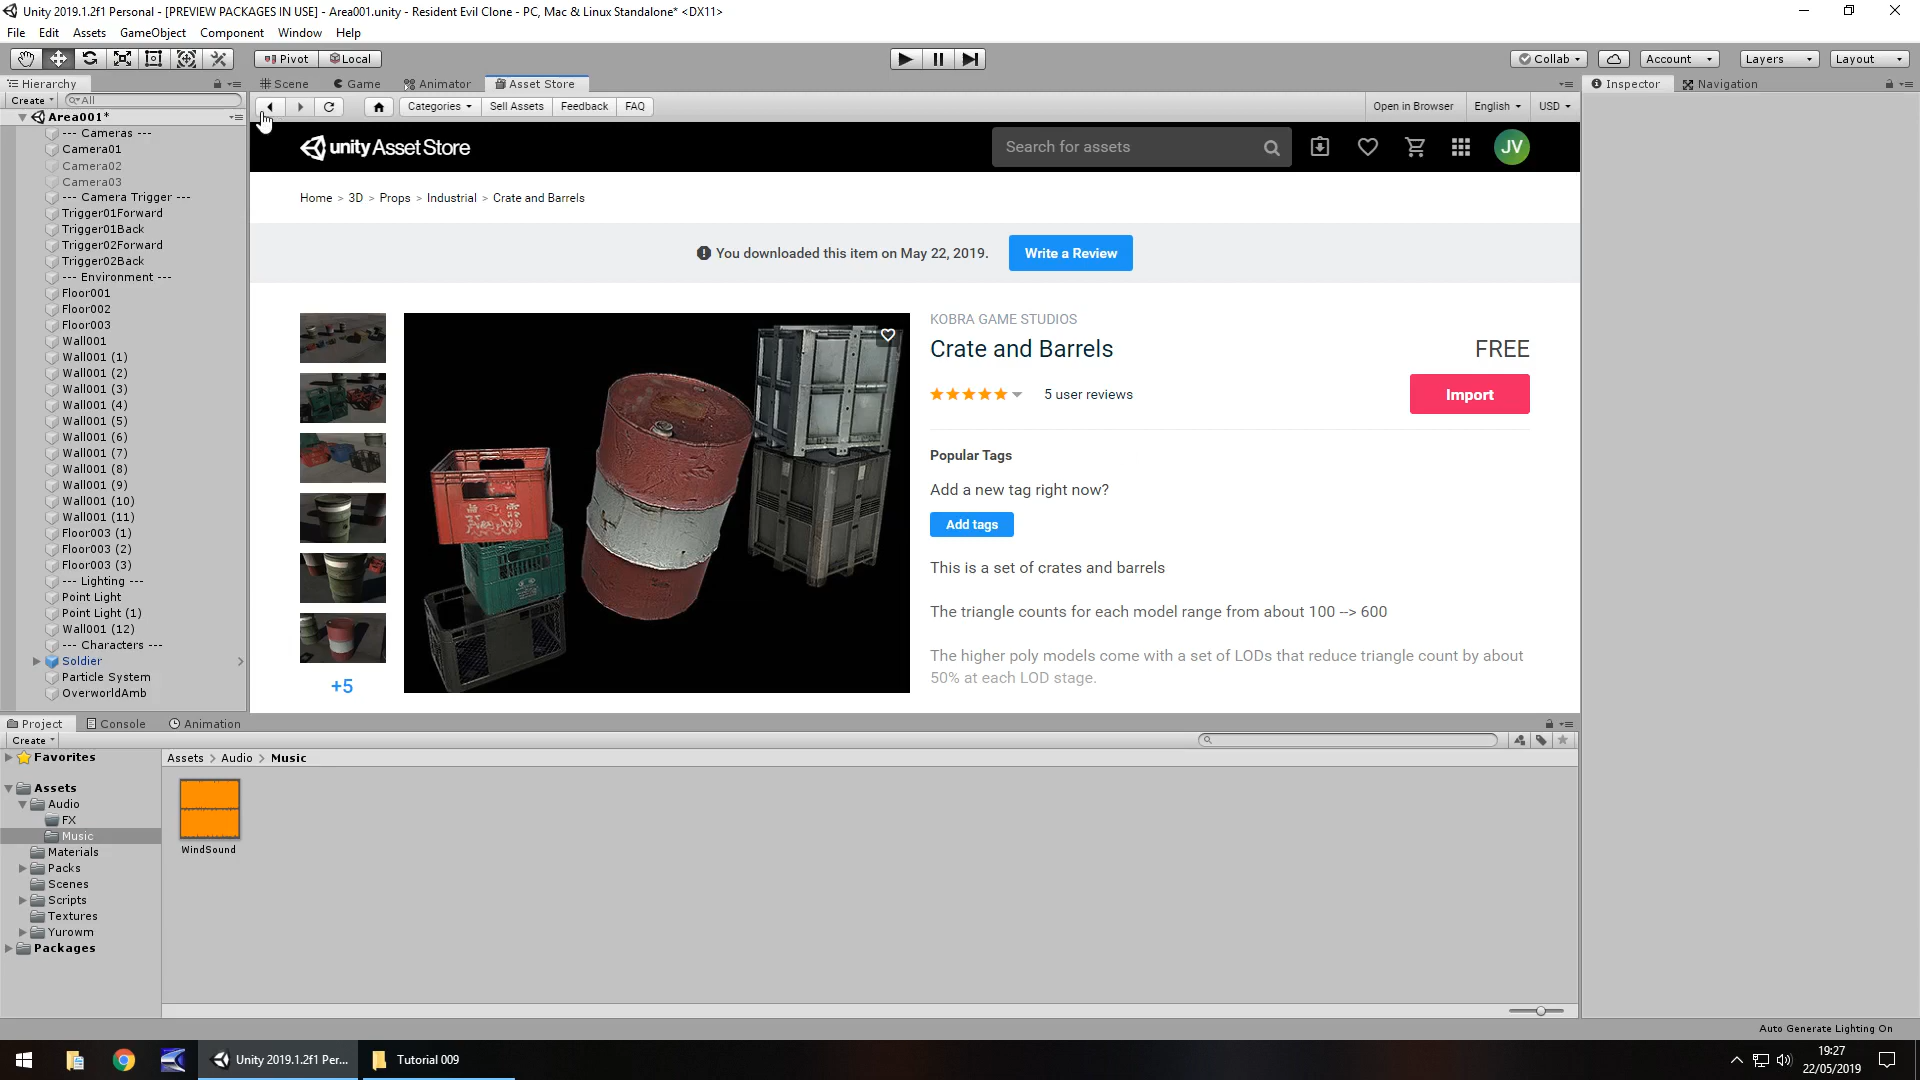 Unity 2019.1.2f1 Personal - [PREVIEW PACKAGES IN USE] - Area001.unity - Resident Evil Clone - PC, Mac & Linux Standalone* <DX11>
File Edit Assets GameObject Component Window Help
Pivot Local Collab Account Layers Layout
Hierarchy Scene Game Animator Asset Store Inspector Navigation
Create All Categories Sell Assets Feedback FAQ Open in Browser English USD
Area001*
--- Cameras ---
Camera01
Camera02
Camera03
--- Camera Trigger ---
Trigger01Forward
Trigger01Back
Trigger02Forward
Trigger02Back
--- Environment ---
Floor001
Floor002
Floor003
Wall001
Wall001 (1)
Wall001 (2)
Wall001 (3)
Wall001 (4)
Wall001 (5)
Wall001 (6)
Wall001 (7)
Wall001 (8)
Wall001 (9)
Wall001 (10)
Wall001 (11)
Floor003 (1)
Floor003 (2)
Floor003 (3)
--- Lighting ---
Point Light
Point Light (1)
Wall001 (12)
--- Characters ---
Soldier
Particle System
OverworldAmb
unity Asset Store
Search for assets
JV
Home > 3D > Props > Industrial > Crate and Barrels
You downloaded this item on May 22, 2019. Write a Review
KOBRA GAME STUDIOS
Crate and Barrels FREE
5 user reviews Import
Popular Tags
Add a new tag right now?
Add tags
This is a set of crates and barrels
The triangle counts for each model range from about 100 --> 600
The higher poly models come with a set of LODs that reduce triangle count by about
50% at each LOD stage.
+5
Project Console Animation
Create
Favorites
Assets
Audio
FX
Music
Materials
Packs
Scenes
Scripts
Textures
Yurowm
Packages
Assets > Audio > Music
WindSound
Auto Generate Lighting On
Unity 2019.1.2f1 Per... Tutorial 009
19:27
22/05/2019